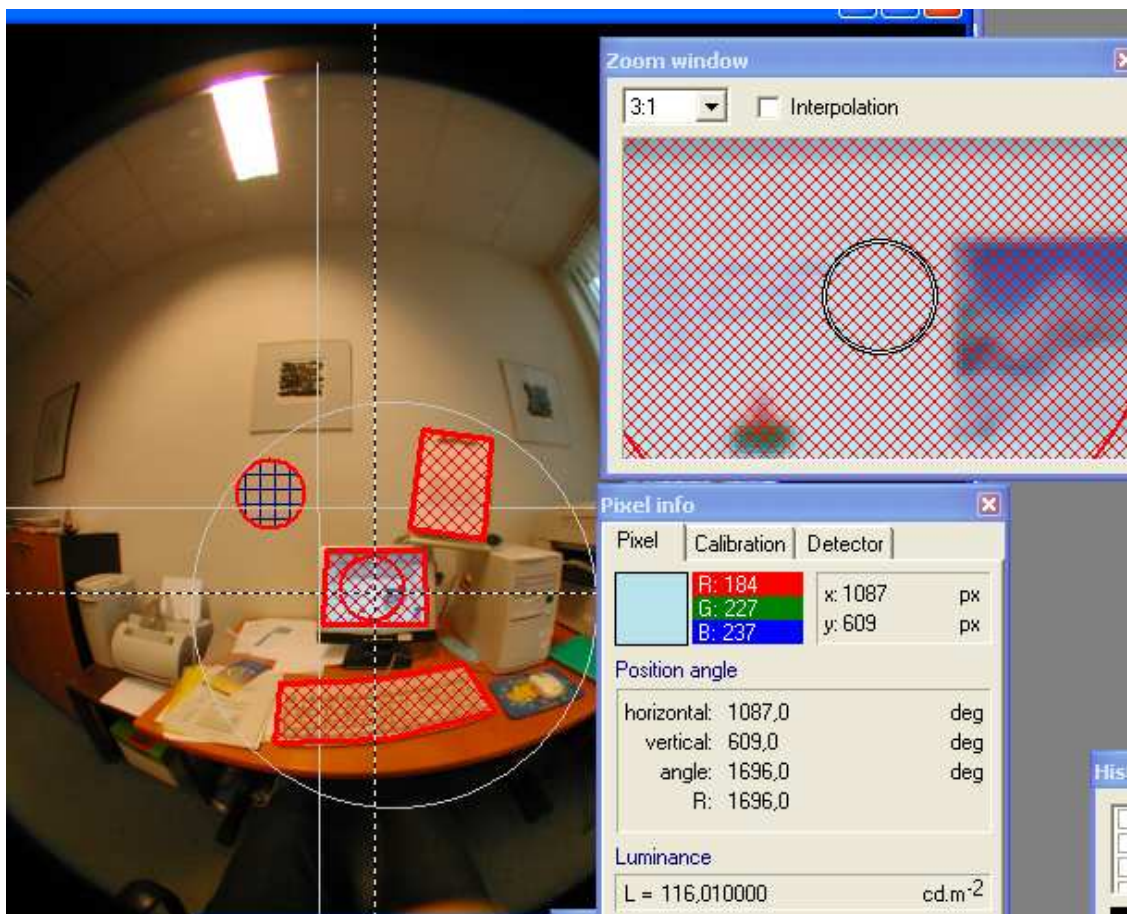 Zoom window
3:1
Interpolation
Pixel info
Pixel Calibration Detector
R: 184
G: 227
B: 237
x: 1087 px
y: 609 px
Position angle
horizontal: 1087,0 deg
vertical: 609,0 deg
angle: 1696,0 deg
R: 1696,0
Luminance
L = 116,010000 cd.m-2
His